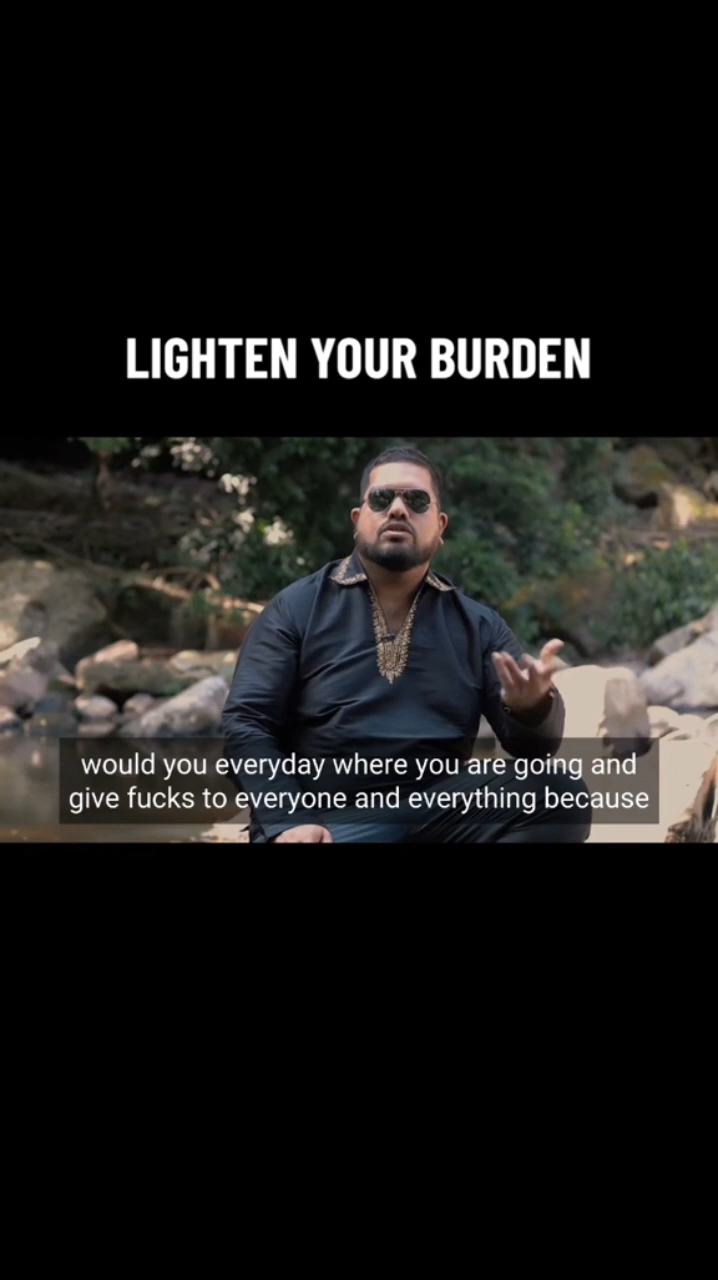 LIGHTEN YOUR BURDEN
would you everyday where you are going and
give fucks to everyone and everything because